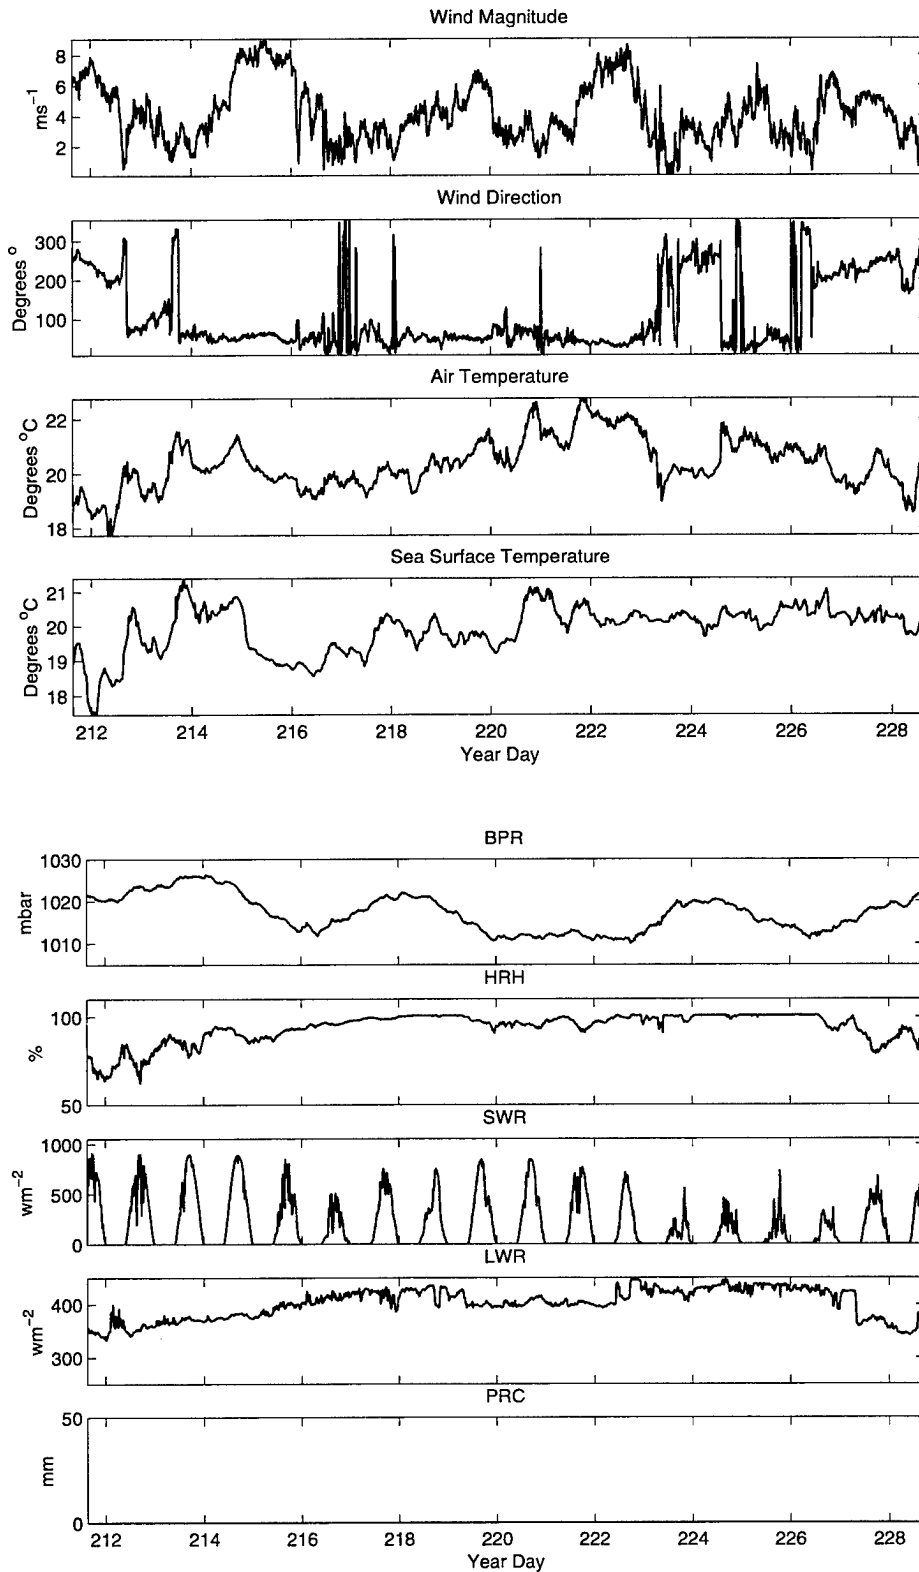 Wind Magnitude
8
6
4
2
ms⁻¹
Wind Direction
300
200
100
Degrees °
Air Temperature
22
20
18
Degrees °C
Sea Surface Temperature
21
20
19
18
Degrees °C
212 214 216 218 220 222 224 226 228
Year Day
BPR
1030
1020
1010
mbar
HRH
100
50
%
SWR
1000
500
0
wm⁻²
LWR
400
300
wm⁻²
PRC
50
0
mm
212 214 216 218 220 222 224 226 228
Year Day